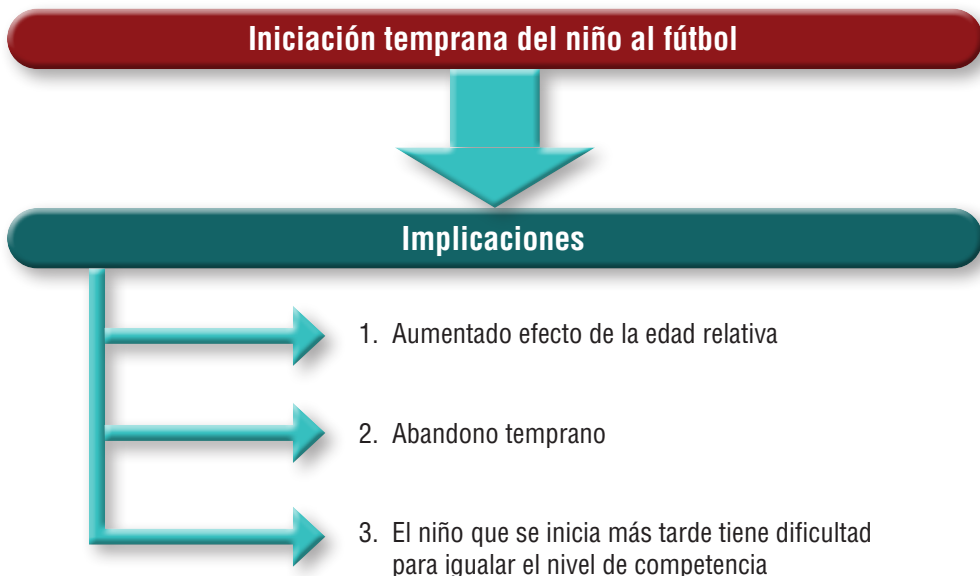 Iniciación temprana del niño al fútbol
Implicaciones
1. Aumentado efecto de la edad relativa
2. Abandono temprano
3. El niño que se inicia más tarde tiene dificultad
para igualar el nivel de competencia